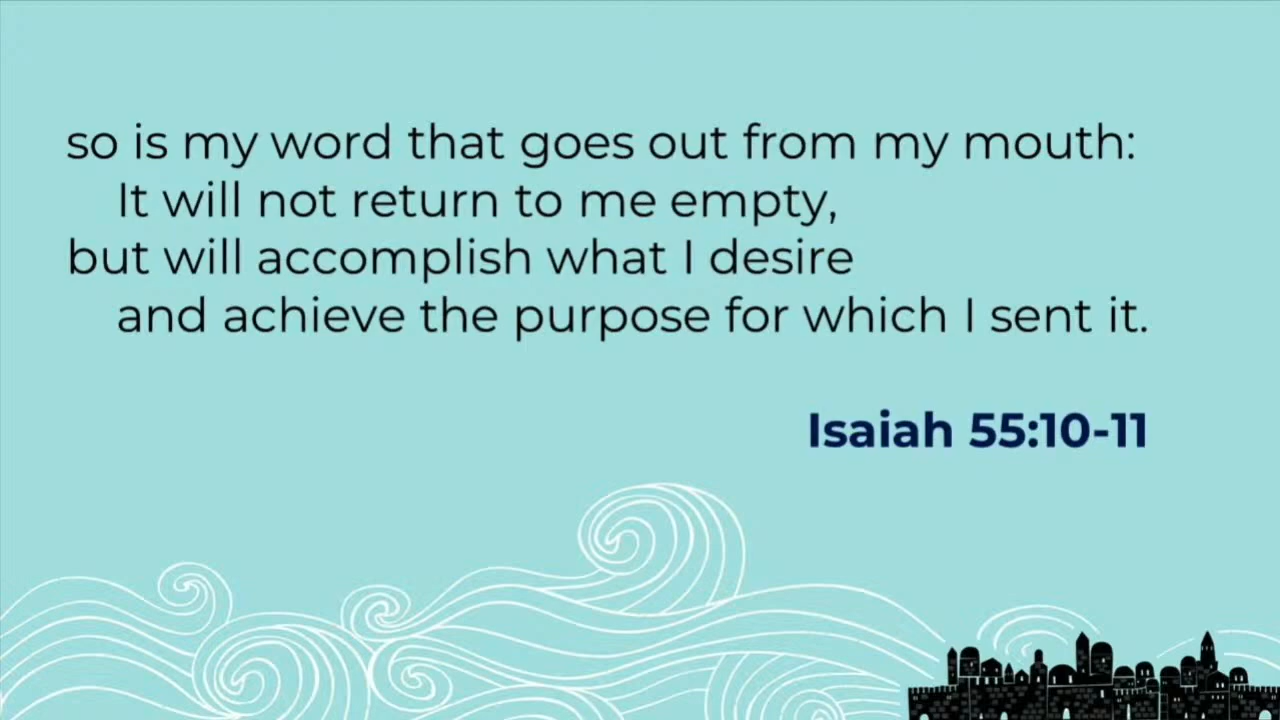 so is my word that goes out from my mouth:
It will not return to me empty,
but will accomplish what I desire
and achieve the purpose for which I sent it.
Isaiah 55:10-11